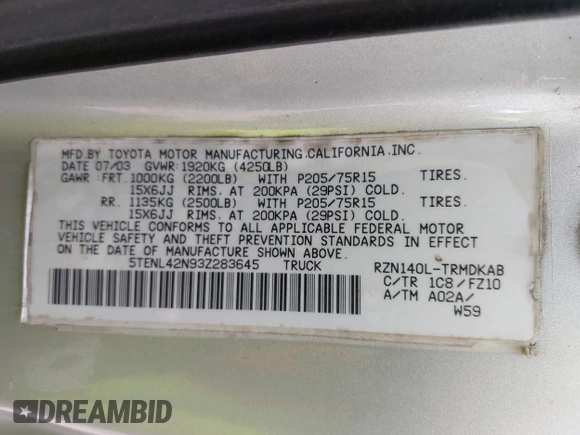 MFD BY TOYOTA MOTOR MANUFACTURING,CALIFORNIA,INC.
DATE 07/03 GVWR:1920KG (4250LB)
GAWR : FRT. 1000KG (2200LB) WITH P205/75R15 TIRES.
15X6JJ RIMS. AT 200KPA (29PSI) COLD.
RR. 1135KG (2500LB) WITH P205/75R15 TIRES.
15X6JJ RIMS. AT 200KPA (29PSI) COLD.
THIS VEHICLE CONFORMS TO ALL APPLICABLE FEDERAL MOTOR
VEHICLE SAFETY AND THEFT PREVENTION STANDARDS IN EFFECT
ON THE DATE OF MANUFACTURE SHOWN ABOVE.
5TENL42N93Z283645 TRUCK RZN140L-TRMDKAB
C/TR 1C8/FZ10
A/TM A02A/
W59
DREAMBID